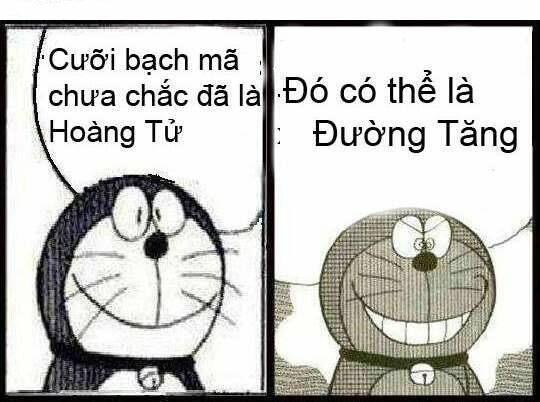 Cưỡi bạch mã
chưa chắc đã là
Hoàng Tử
Đó có thể là
Đường Tăng